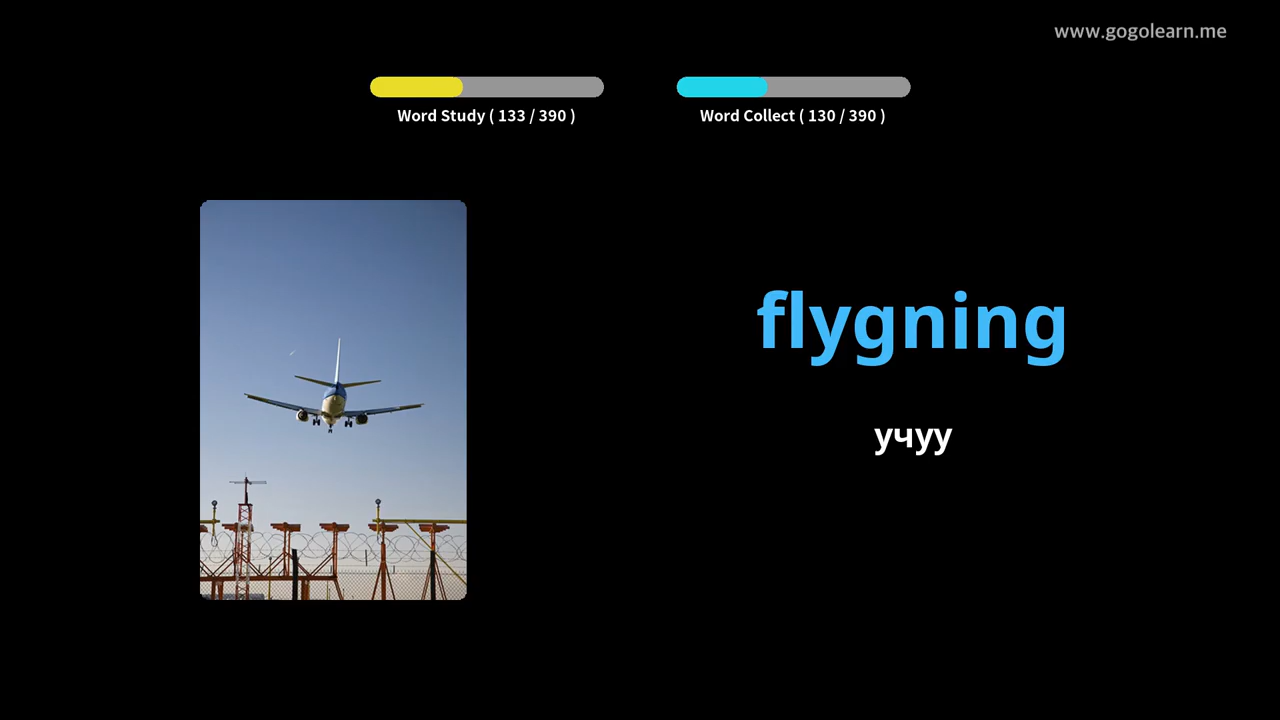 www.gogolearn.me
Word Study ( 133 / 390 )
Word Collect ( 130 / 390 )
flygning
учуу